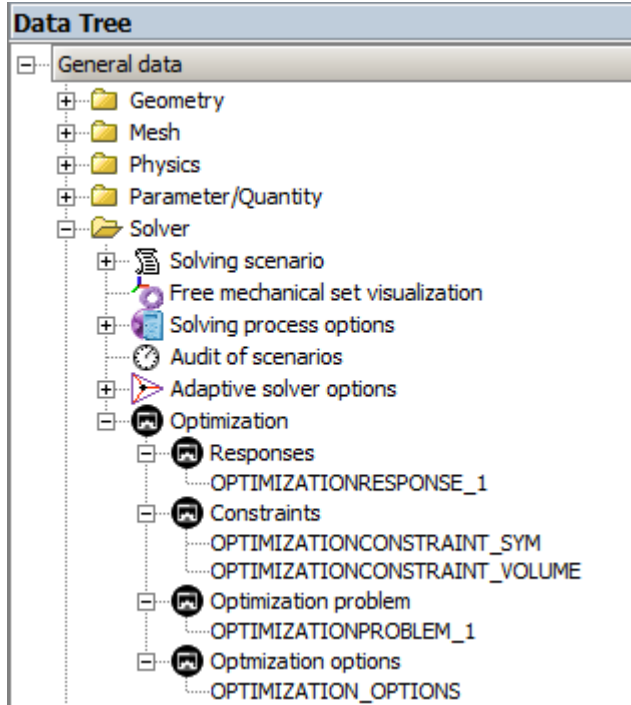 Data Tree
General data
Geometry
Mesh
Physics
Parameter/Quantity
Solver
Solving scenario
Free mechanical set visualization
Solving process options
Audit of scenarios
Adaptive solver options
Optimization
Responses
OPTIMIZATIONRESPONSE_1
Constraints
OPTIMIZATIONCONSTRAINT_SYM
OPTIMIZATIONCONSTRAINT_VOLUME
Optimization problem
OPTIMIZATIONPROBLEM_1
Optmization options
OPTIMIZATION_OPTIONS